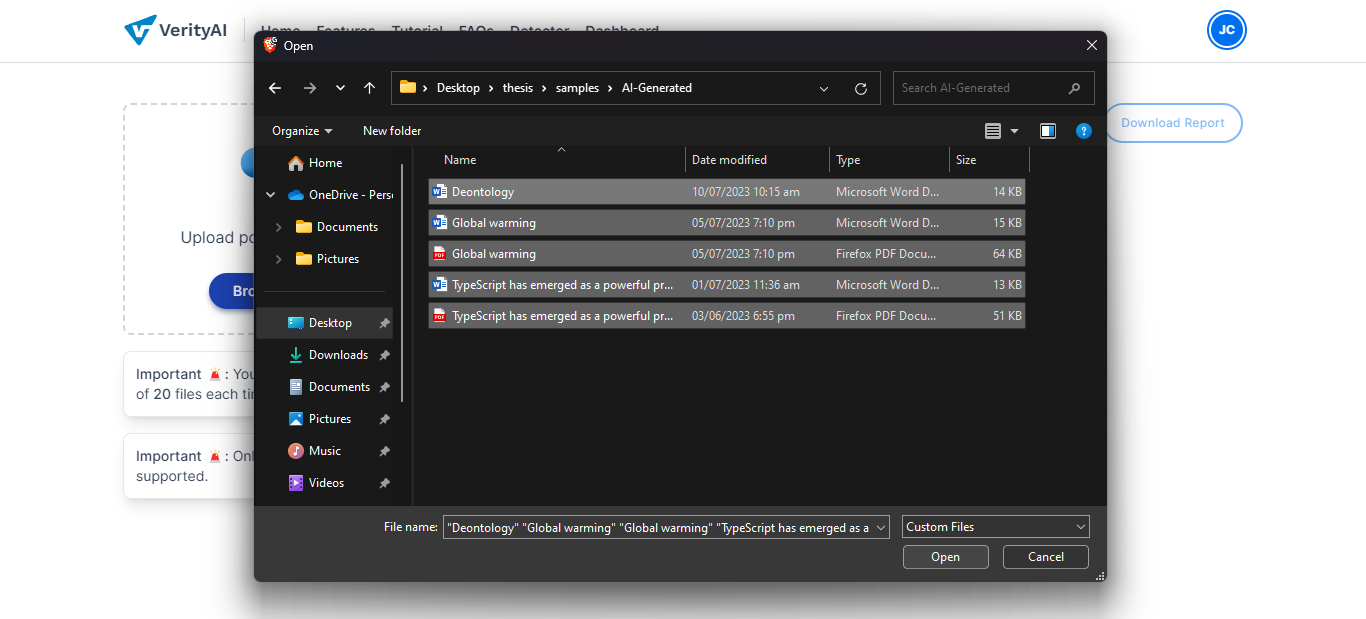 VerityAI
Home Features Tutorial FAQs Detector Dashboard
JC
Open
Desktop thesis samples AI-Generated
Search AI-Generated
Organize New folder
?
Download Report
Name Date modified Type Size
Home
OneDrive - Pers
Documents
Pictures
Desktop
Downloads
Documents
Pictures
Music
Videos
Deontology 10/07/2023 10:15 am Microsoft Word D... 14 KB
Global warming 05/07/2023 7:10 pm Microsoft Word D... 15 KB
Global warming 05/07/2023 7:10 pm Firefox PDF Docu... 64 KB
TypeScript has emerged as a powerful pr... 01/07/2023 11:36 am Microsoft Word D... 13 KB
TypeScript has emerged as a powerful pr... 03/06/2023 6:55 pm Firefox PDF Docu... 51 KB
Upload po
Bro
Important : You
of 20 files each ti
Important : Onl
supported.
File name: "Deontology" "Global warming" "Global warming" "TypeScript has emerged as a
Custom Files
Open Cancel